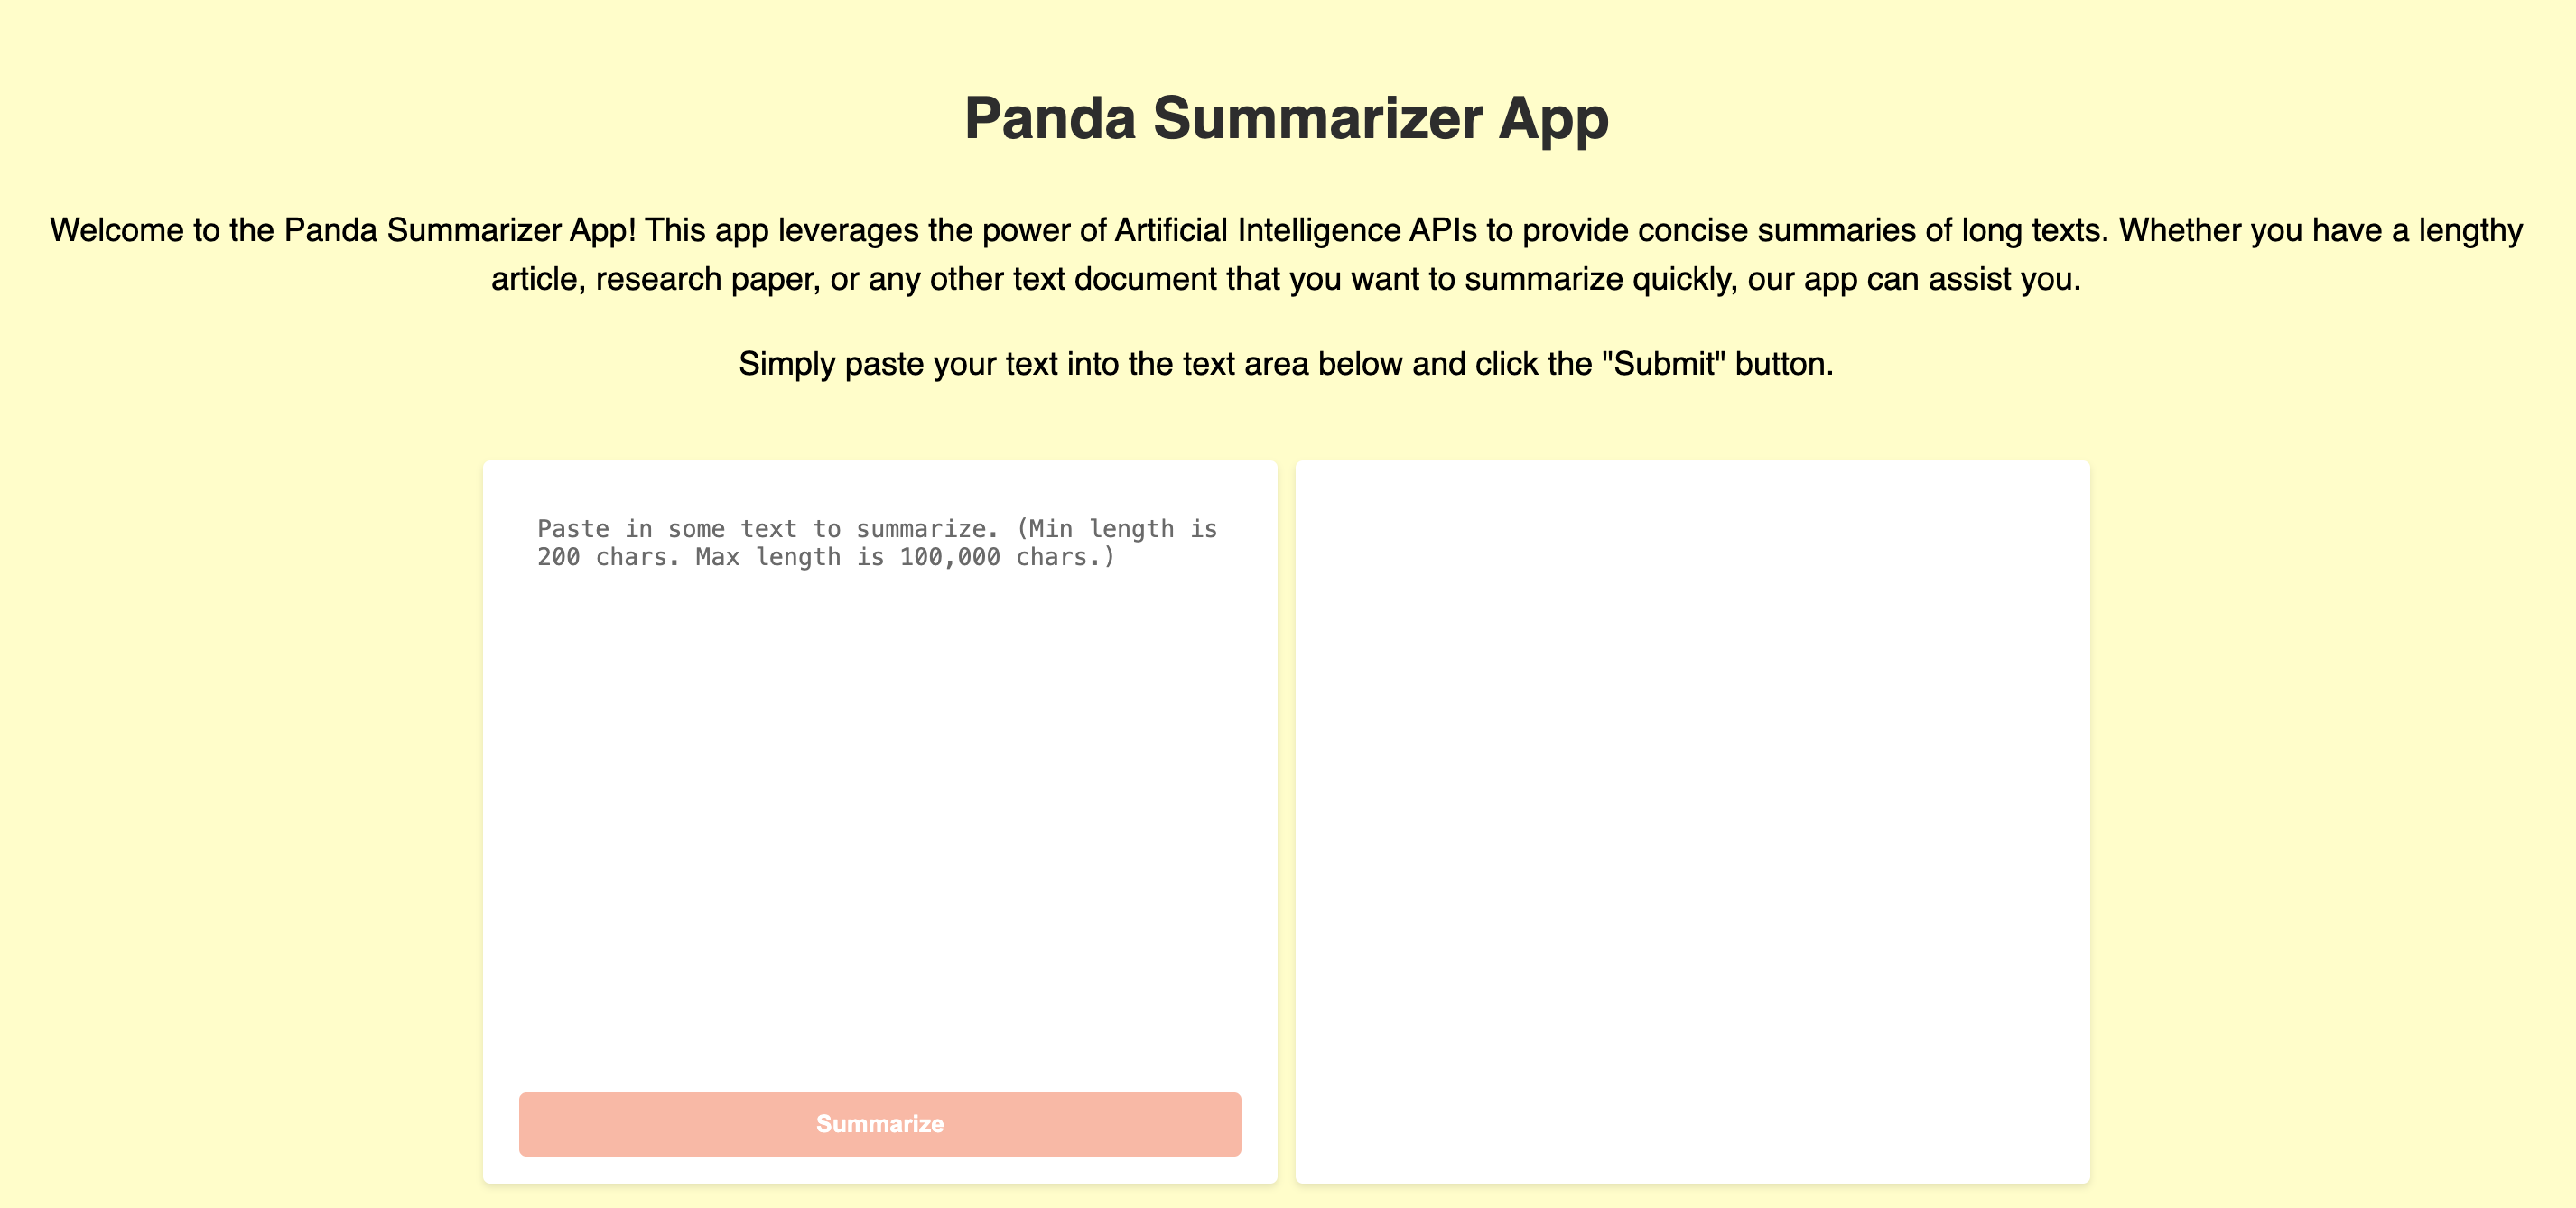 Panda Summarizer App
Welcome to the Panda Summarizer App! This app leverages the power of Artificial Intelligence APIs to provide concise summaries of long texts. Whether you have a lengthy
article, research paper, or any other text document that you want to summarize quickly, our app can assist you.
Simply paste your text into the text area below and click the "Submit" button.
Paste in some text to summarize. (Min length is
200 chars. Max length is 100,000 chars.)
Summarize